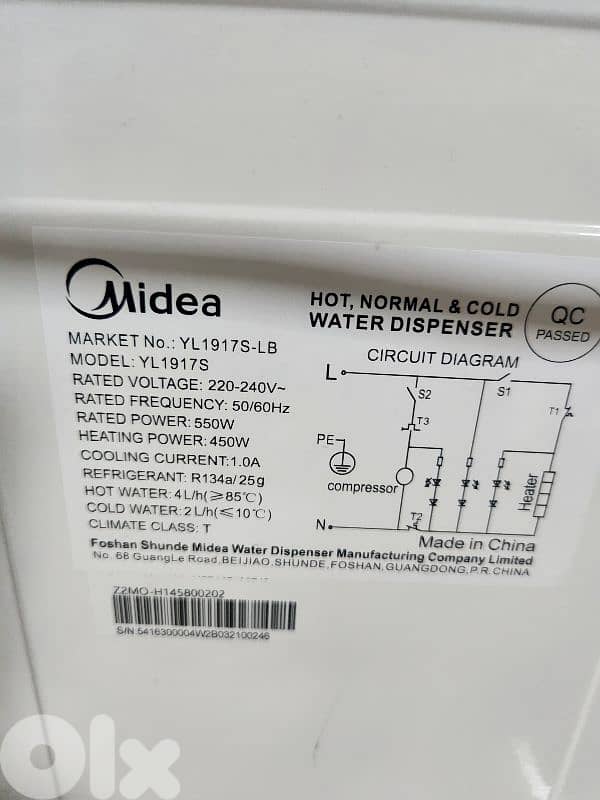 Midea
HOT, NORMAL & COLD
WATER DISPENSER
QC
PASSED
MARKET No.: YL1917S-LB
MODEL: YL1917S
RATED VOLTAGE: 220-240V~
RATED FREQUENCY: 50/60Hz
RATED POWER: 550W
HEATING POWER: 450W
COOLING CURRENT:1.0A
REFRIGERANT: R134a/25g
HOT WATER: 4L/h(≥85℃)
COLD WATER: 2L/h(≤10℃)
CLIMATE CLASS: T
CIRCUIT DIAGRAM
L
S2
S1
T1
T3
PE
compressor
Heater
T2
N
Made in China
Foshan Shunde Midea Water Dispenser Manufacturing Company Limited
No. 68 GuangLe Road,BEIJIAO,SHUNDE,FOSHAN,GUANGDONG,P.R.CHINA
Z2MO-H145800202
S/N:5416300004W2B032100246
Olx